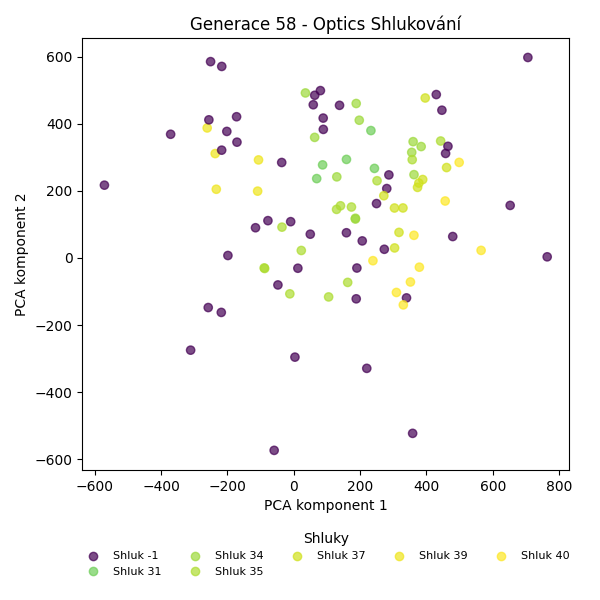 Generace 58 - Optics Shlukování
PCA komponent 2
600
400
200
0
−200
−400
−600
−600 −400 −200 0 200 400 600 800
PCA komponent 1
Shluky
Shluk -1 Shluk 34 Shluk 37 Shluk 39 Shluk 40
Shluk 31 Shluk 35